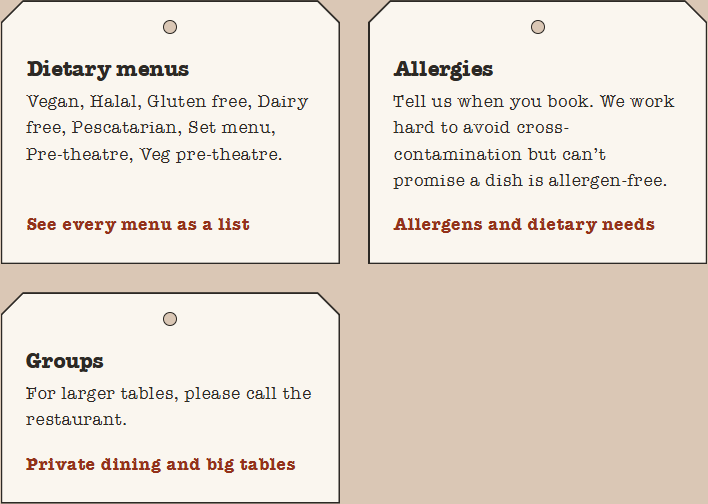 Dietary menus
Vegan, Halal, Gluten free, Dairy
free, Pescatarian, Set menu,
Pre-theatre, Veg pre-theatre.
See every menu as a list
Allergies
Tell us when you book. We work
hard to avoid cross-
contamination but can’t
promise a dish is allergen-free.
Allergens and dietary needs
Groups
For larger tables, please call the
restaurant.
Private dining and big tables